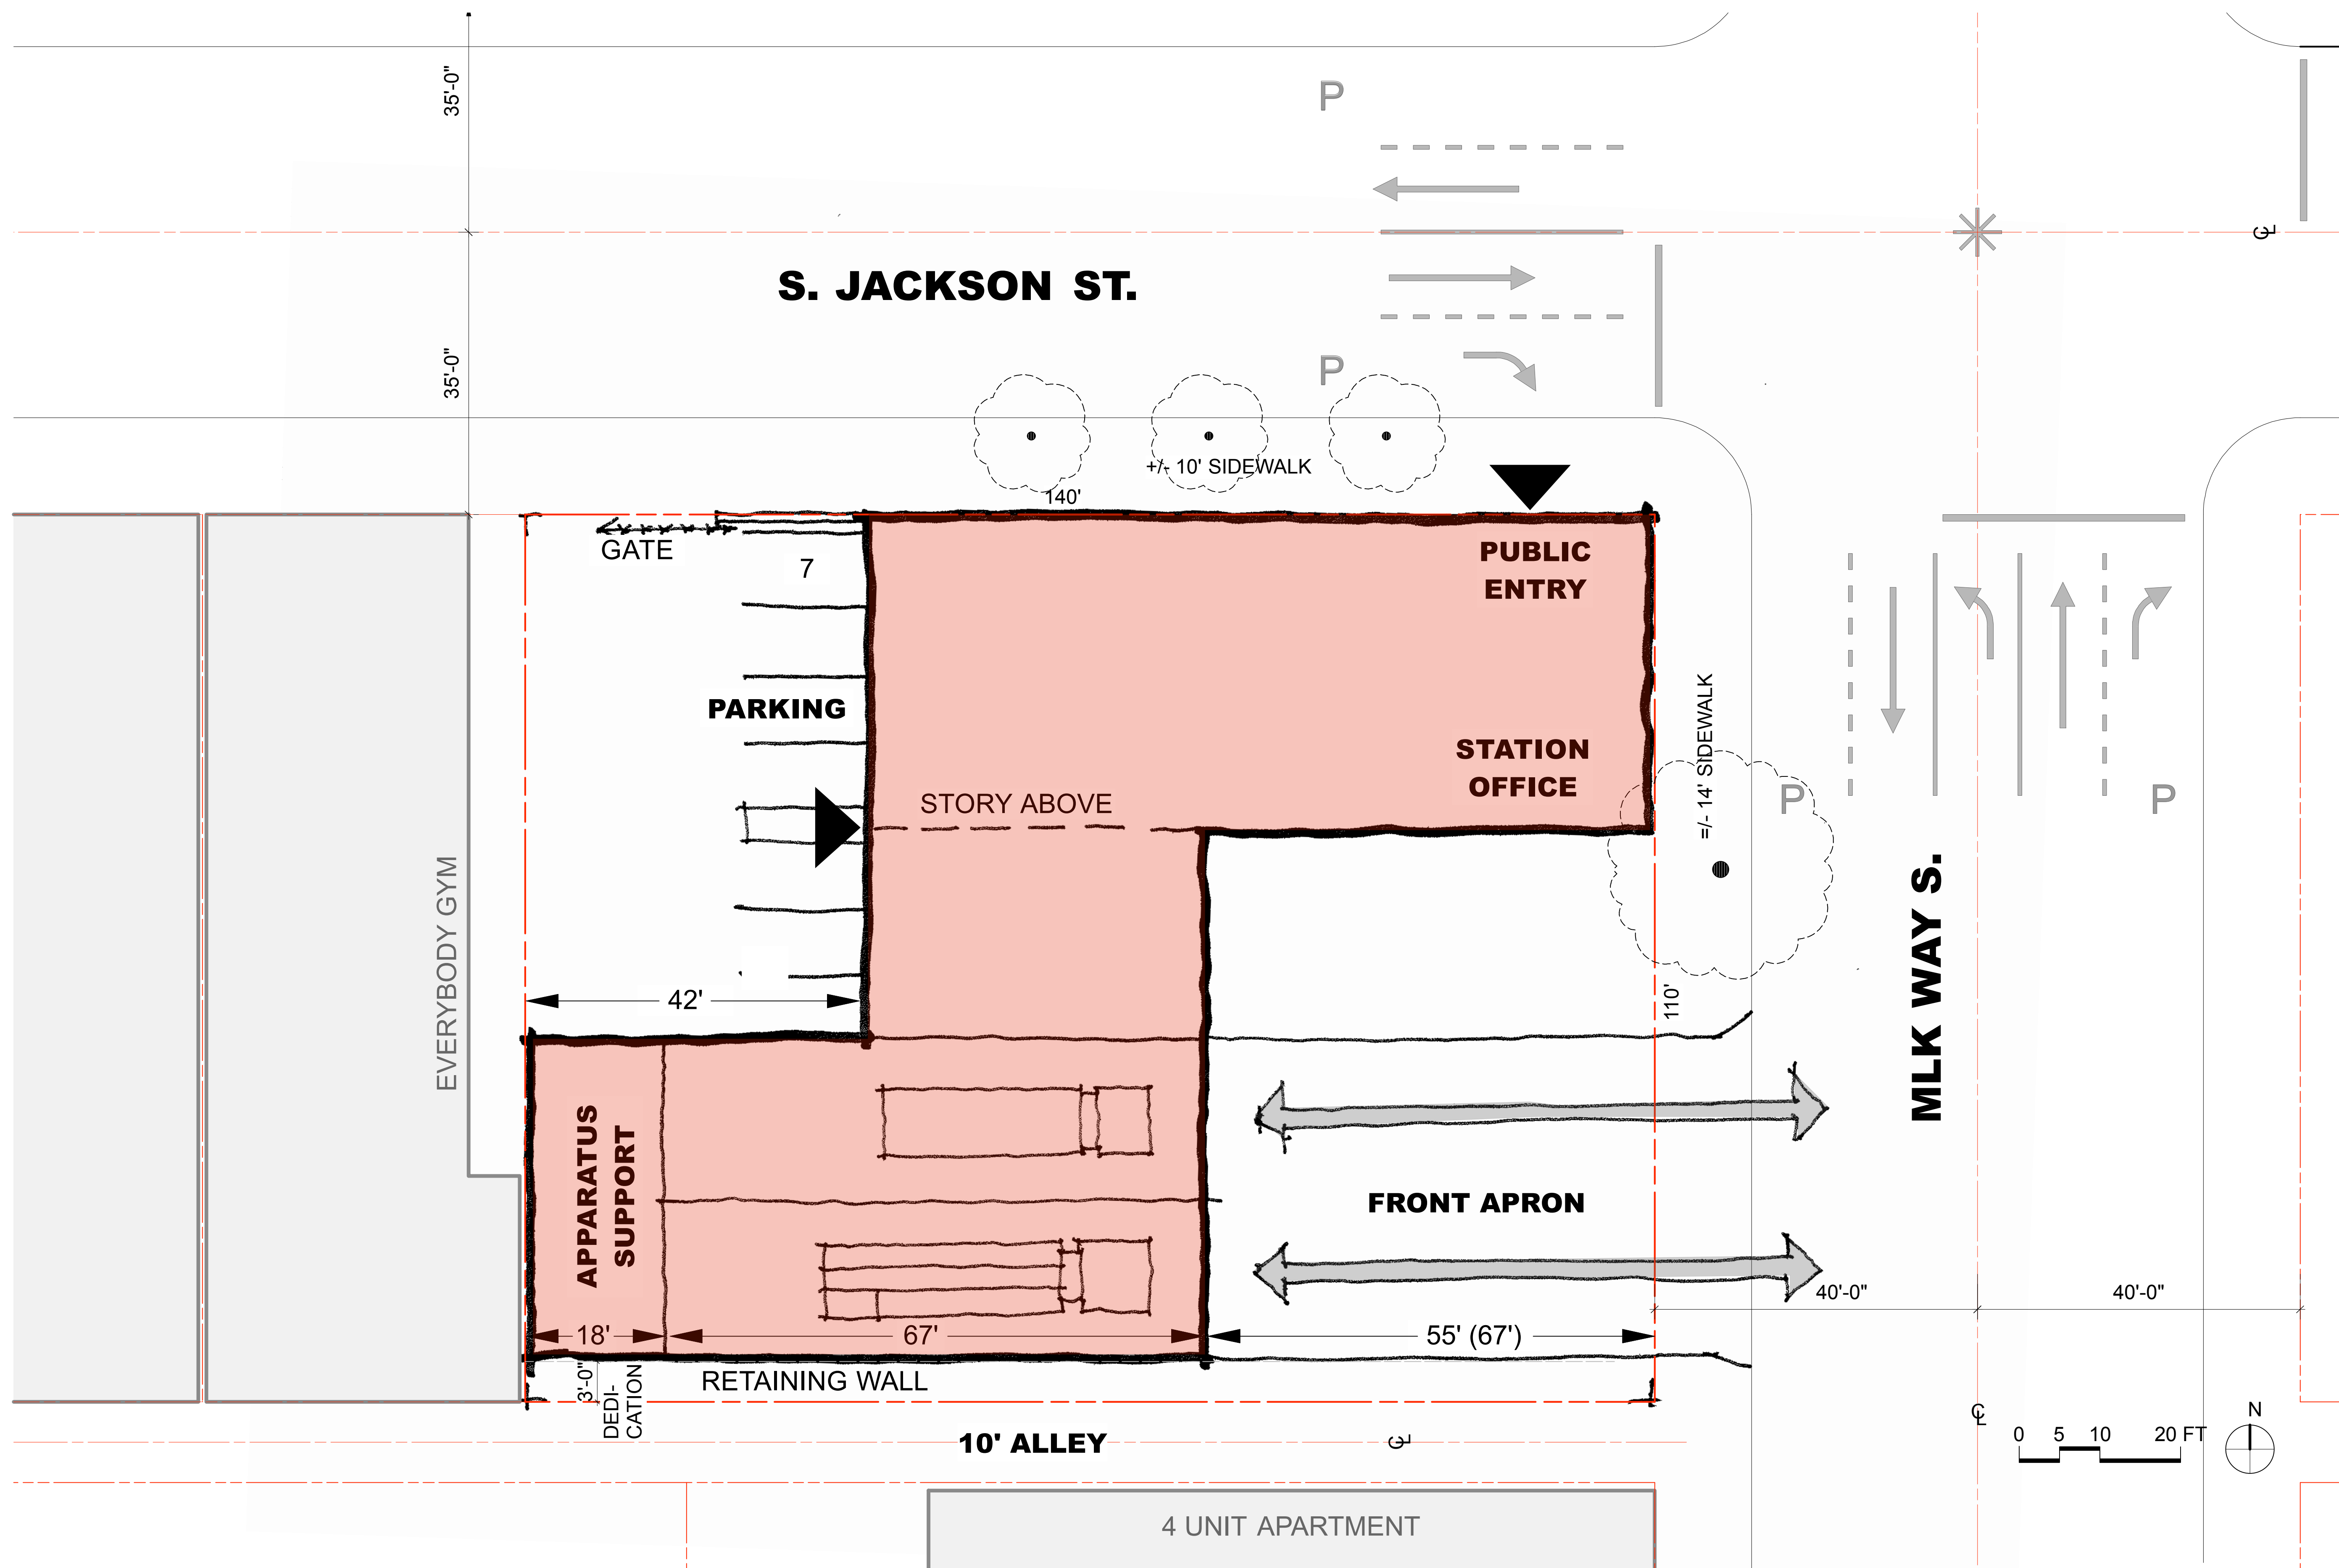 35'-0"
P
S. JACKSON ST.
35'-0"
P
+/- 10' SIDEWALK
140'
GATE
7
PUBLIC
ENTRY
PARKING
STATION
OFFICE
STORY ABOVE
=/- 14' SIDEWALK
P
P
EVERYBODY GYM
MLK WAY S.
42'
110'
APPARATUS
SUPPORT
FRONT APRON
40'-0"
40'-0"
18'
67'
55' (67')
3'-0"
DEDI-
CATION
RETAINING WALL
10' ALLEY
0 5 10 20 FT
N
4 UNIT APARTMENT